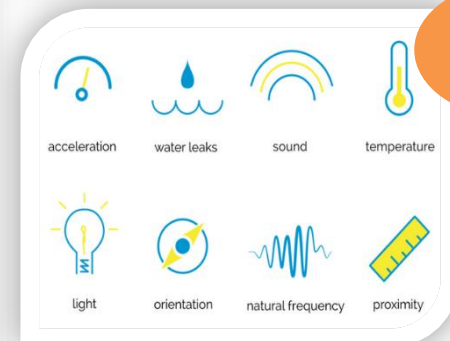 acceleration water leaks sound temperature
light orientation natural frequency proximity